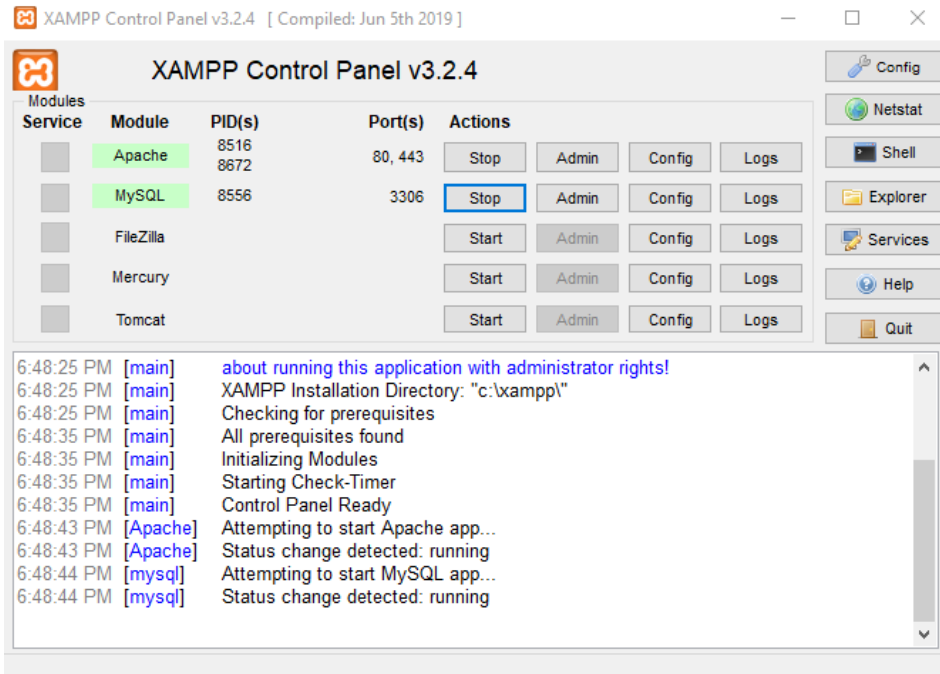 XAMPP Control Panel v3.2.4 [ Compiled: Jun 5th 2019 ]
XAMPP Control Panel v3.2.4
Config
Modules
Netstat
Service Module PID(s) Port(s) Actions
Apache 8516 8672 80, 443 Stop Admin Config Logs
Shell
MySQL 8556 3306 Stop Admin Config Logs
Explorer
FileZilla Start Admin Config Logs
Services
Mercury Start Admin Config Logs
Help
Tomcat Start Admin Config Logs
Quit
6:48:25 PM [main] about running this application with administrator rights!
6:48:25 PM [main] XAMPP Installation Directory: "c:\xampp\"
6:48:25 PM [main] Checking for prerequisites
6:48:35 PM [main] All prerequisites found
6:48:35 PM [main] Initializing Modules
6:48:35 PM [main] Starting Check-Timer
6:48:35 PM [main] Control Panel Ready
6:48:43 PM [Apache] Attempting to start Apache app...
6:48:43 PM [Apache] Status change detected: running
6:48:44 PM [mysql] Attempting to start MySQL app...
6:48:44 PM [mysql] Status change detected: running